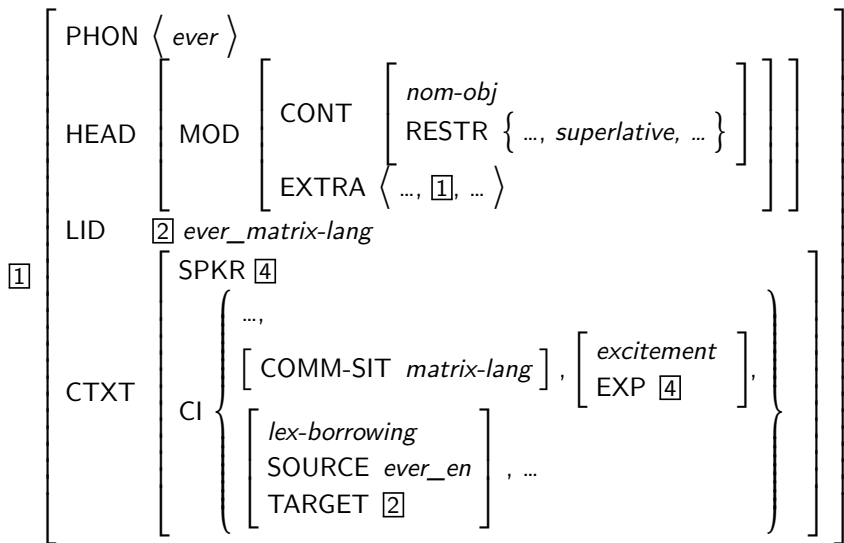 PHON ⟨ ever ⟩
HEAD [ MOD [ CONT [ nom-obj
RESTR { …, superlative, … } ]
EXTRA ⟨ …, 1, … ⟩ ] ]
LID 2 ever_matrix-lang
1
SPKR 4
CTXT
CI
…,
[ COMM-SIT matrix-lang ] , [ excitement
EXP 4 ] ,
[ lex-borrowing
SOURCE ever_en
TARGET 2 ] , …